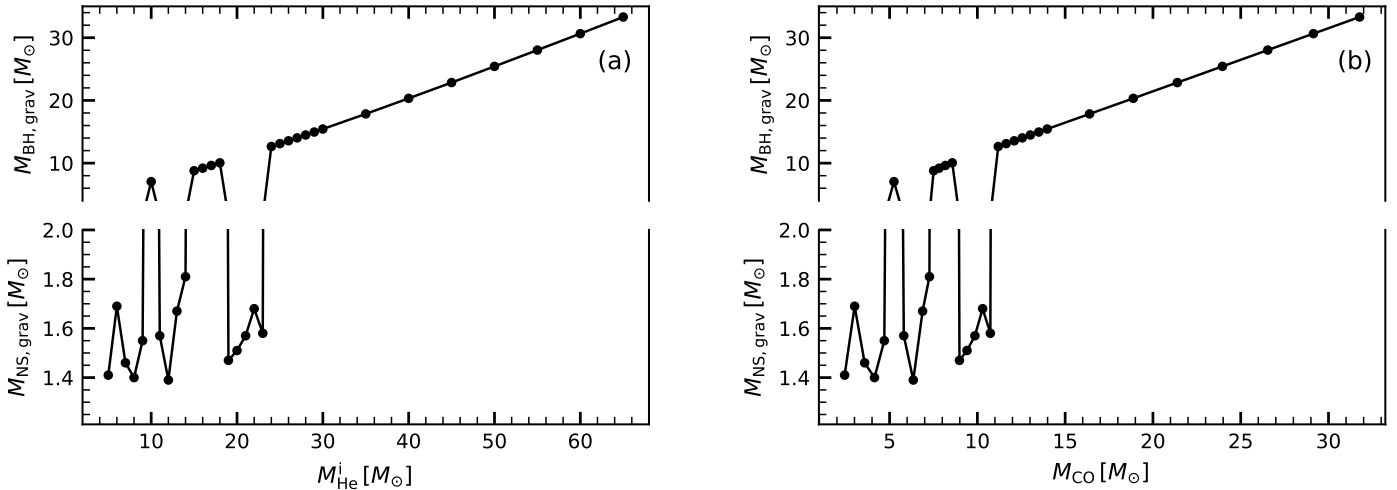 30
20
10
M_BH, grav [M_⊙]
(a)
2.0
1.8
1.6
1.4
M_NS, grav [M_⊙]
10 20 30 40 50 60
M^i_He [M_⊙]
30
20
10
M_BH, grav [M_⊙]
(b)
2.0
1.8
1.6
1.4
M_NS, grav [M_⊙]
5 10 15 20 25 30
M_CO [M_⊙]